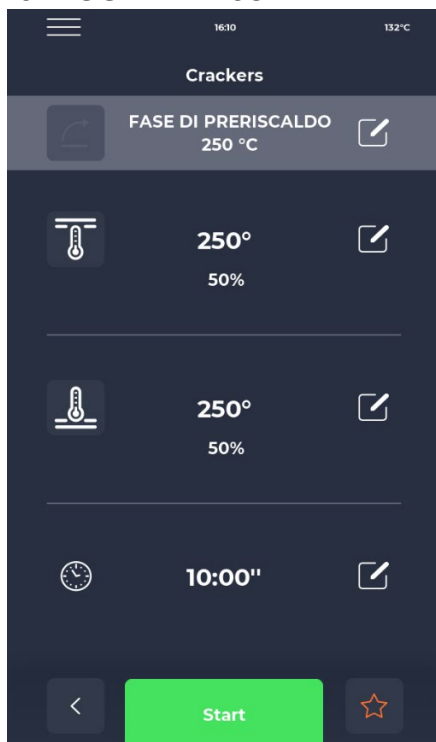 16:10
132°C
Crackers
FASE DI PRERISCALDO
250 °C
250°
50%
250°
50%
10:00"
Start